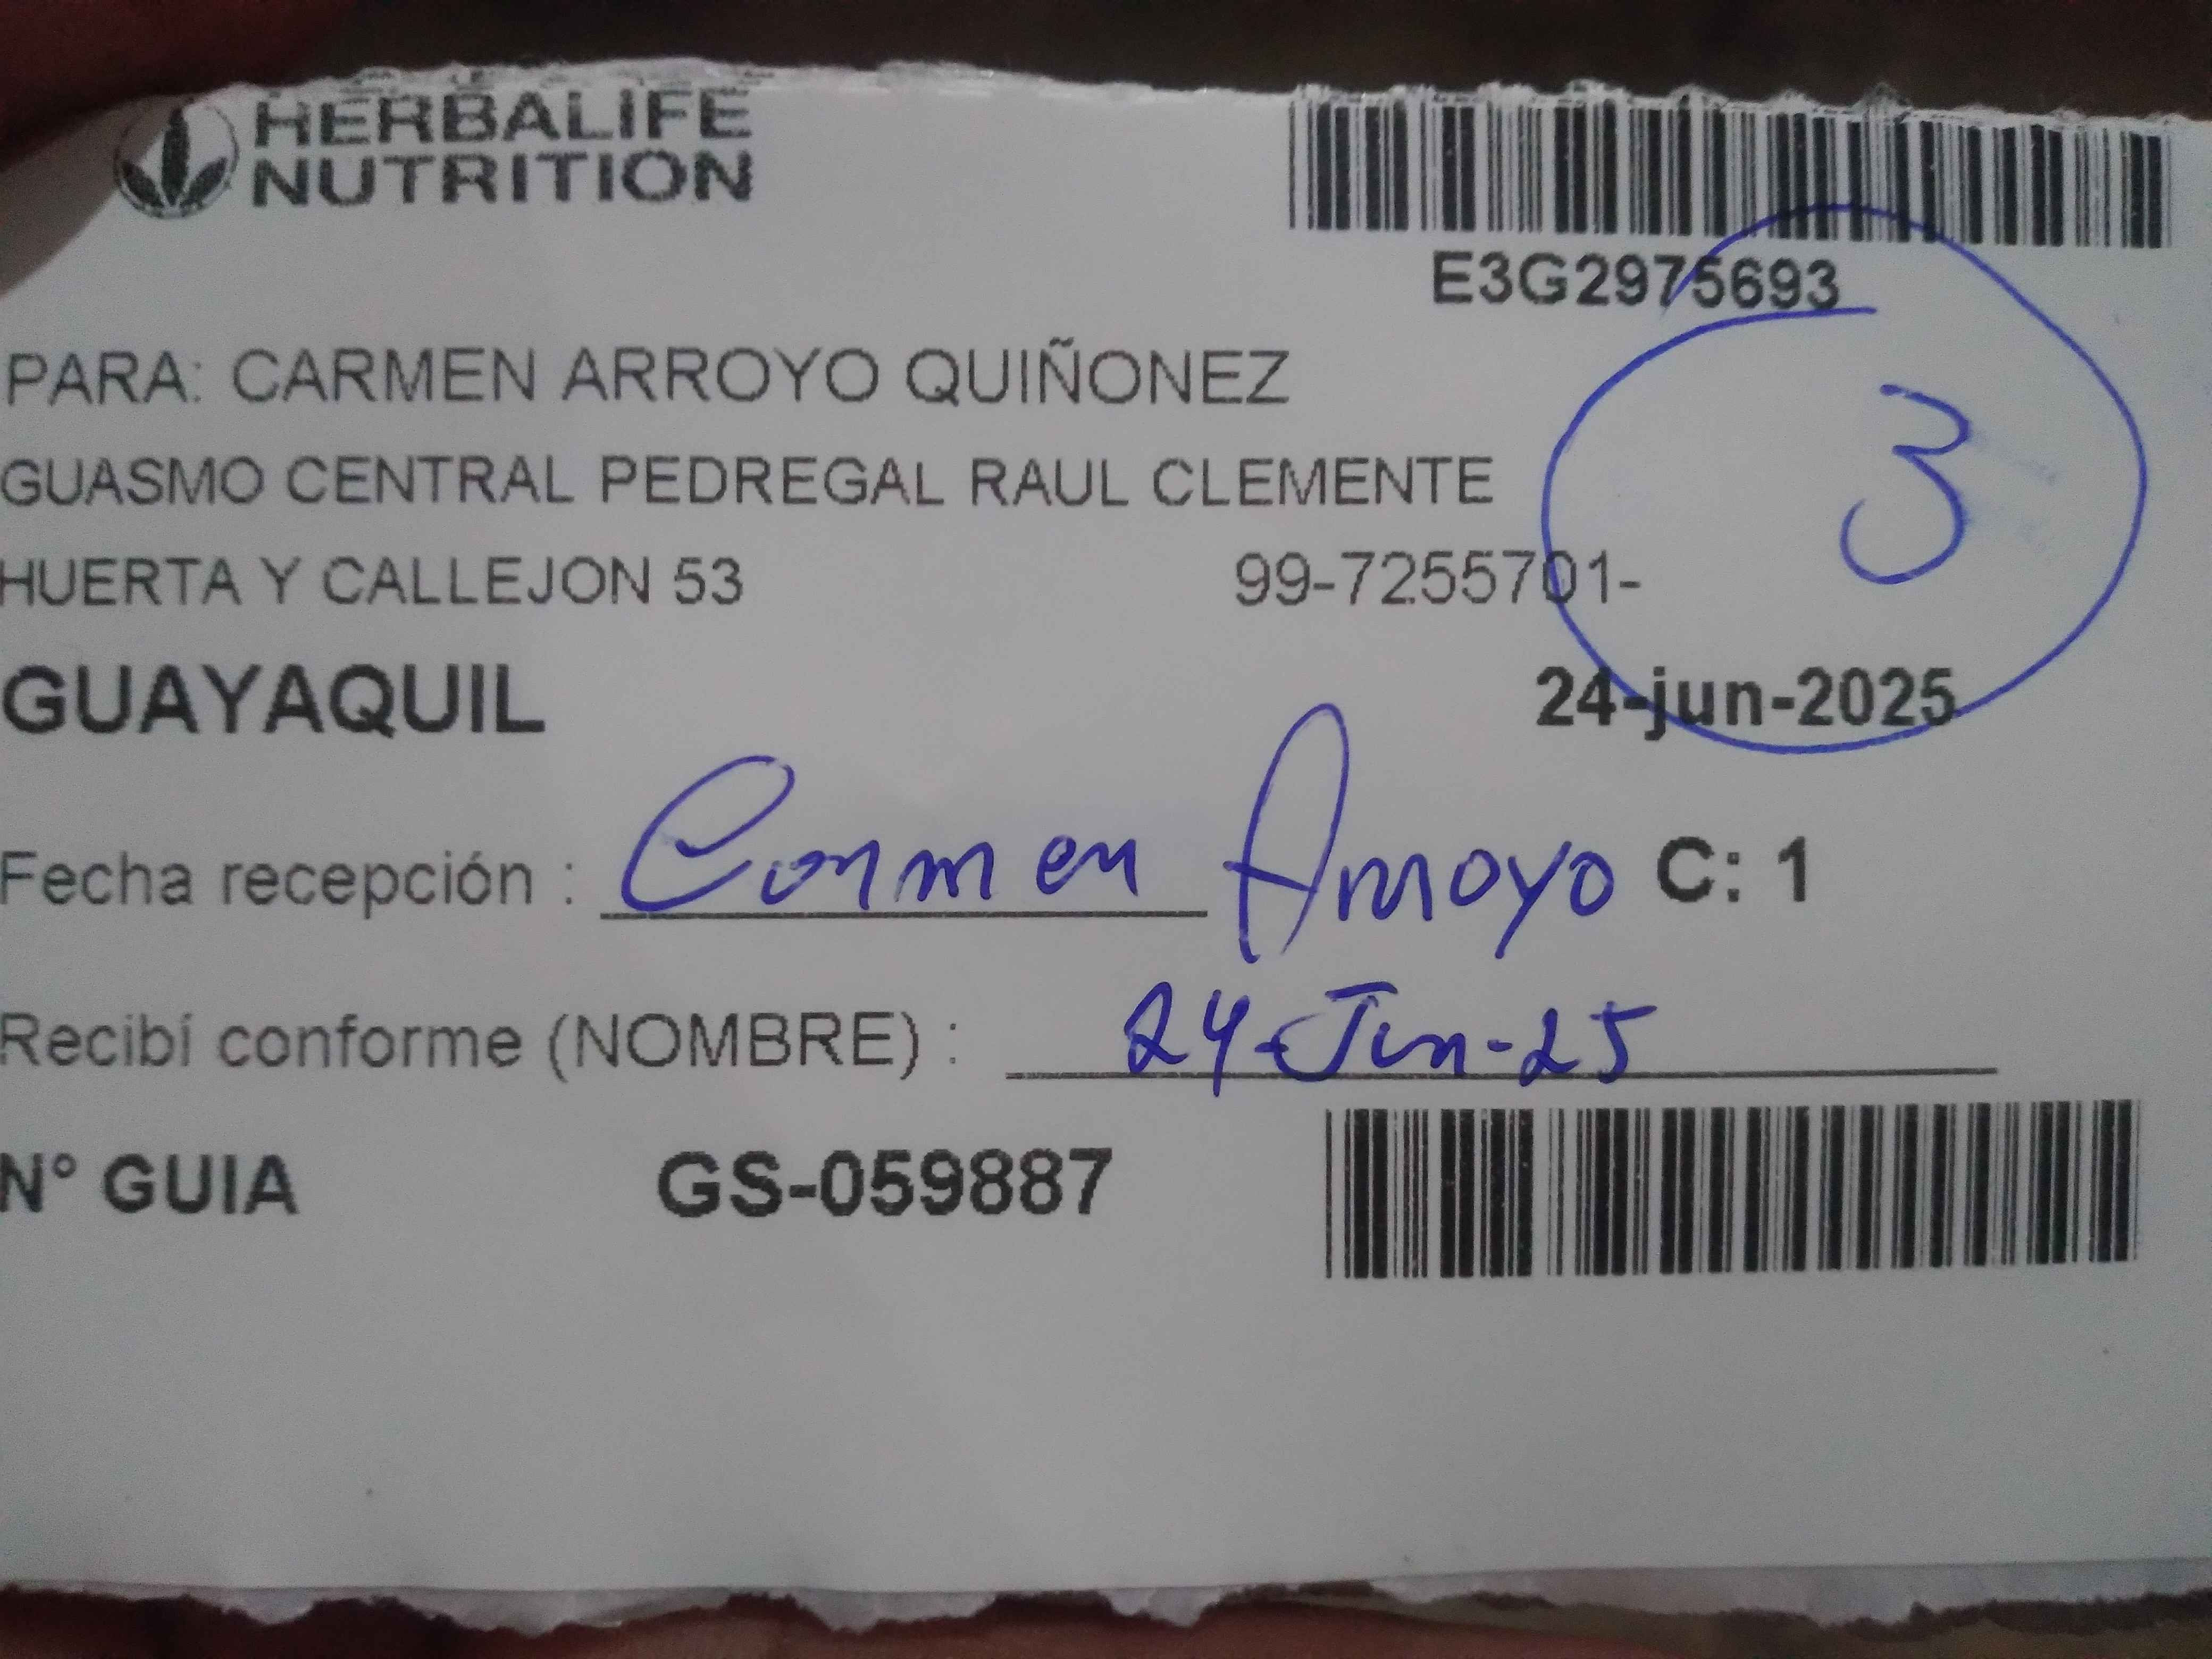 HERBALIFE
NUTRITION
E3G2975693
PARA: CARMEN ARROYO QUIÑONEZ
GUASMO CENTRAL PEDREGAL RAUL CLEMENTE
3
HUERTA Y CALLEJON 53 99-7255701-
GUAYAQUIL 24-jun-2025
Fecha recepción : Carmen Arroyo C: 1
Recibí conforme (NOMBRE) : 24-Jun-25
N° GUIA GS-059887